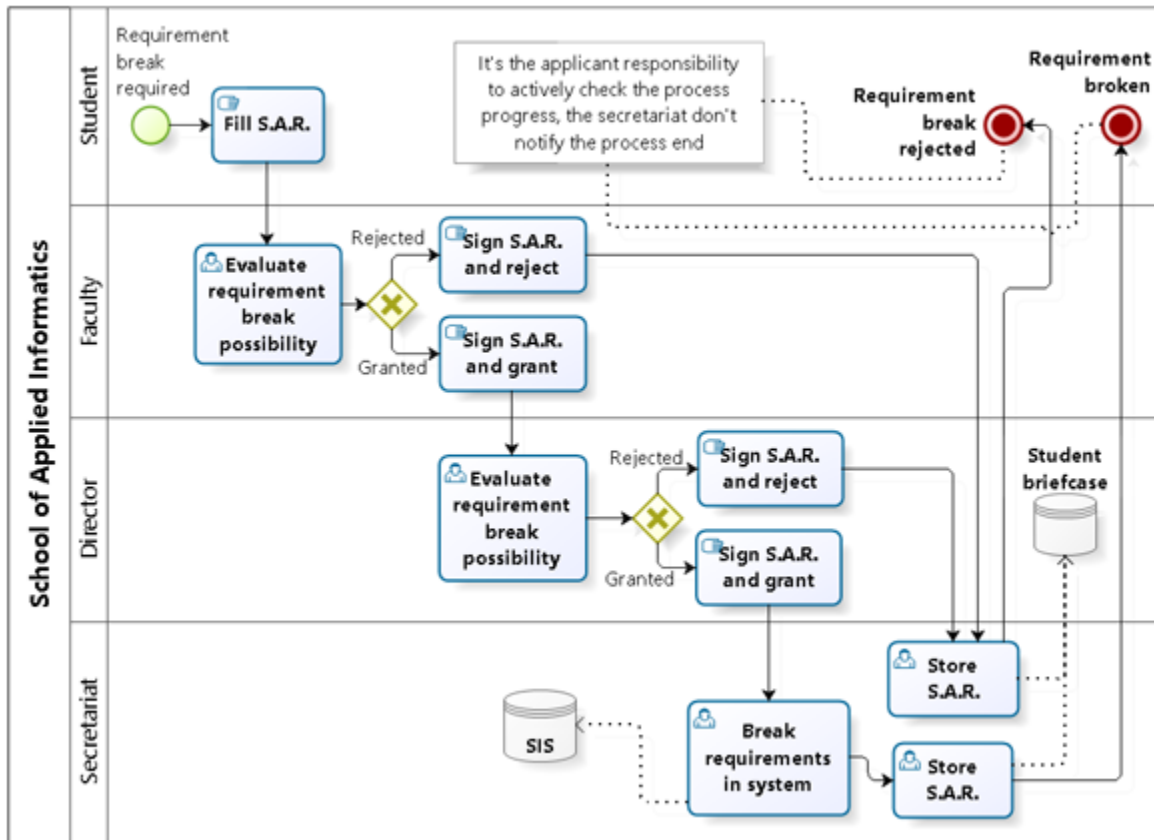 School of Applied Informatics
Student
Requirement
break
required
Fill S.A.R.
It's the applicant responsibility
to actively check the process
progress, the secretariat don't
notify the process end
Requirement
break
rejected
Requirement
broken
Faculty
Evaluate
requirement
break
possibility
Rejected
Sign S.A.R.
and reject
Granted
Sign S.A.R.
and grant
Director
Evaluate
requirement
break
possibility
Rejected
Sign S.A.R.
and reject
Granted
Sign S.A.R.
and grant
Student
briefcase
Secretariat
SIS
Break
requirements
in system
Store
S.A.R.
Store
S.A.R.